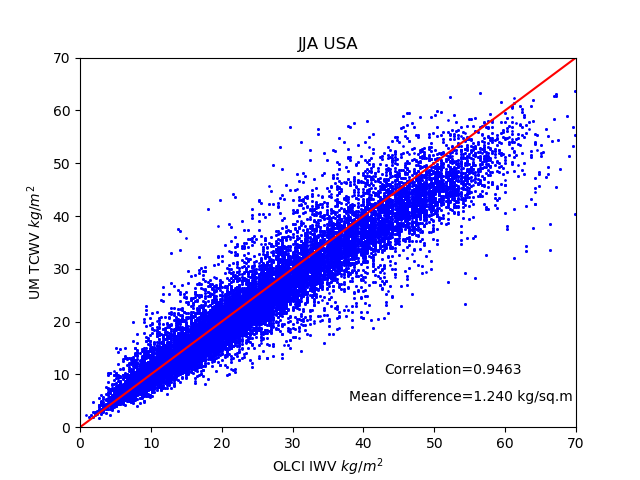 JJA USA
70
60
50
40
30
20
10
0
UM TCWV kg/m²
Correlation=0.9463
Mean difference=1.240 kg/sq.m
0 10 20 30 40 50 60 70
OLCI IWV kg/m²